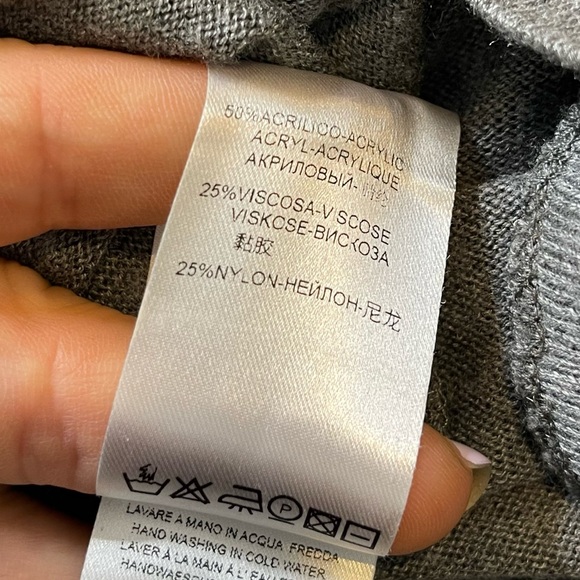 50%ACRILICO-ACRYLIC
ACRYL-ACRYLIQUE
АКРИЛОВЫЙ-
25%VISCOSA-VISCOSE
VISKOSE-ВИСКОЗА
黏胶
25%NYLON-НЕЙЛОН-尼龙
P
LAVARE A MANO IN ACQUA FREDDA
HAND WASHING IN COLD WATER
LAVER À LA MAIN À